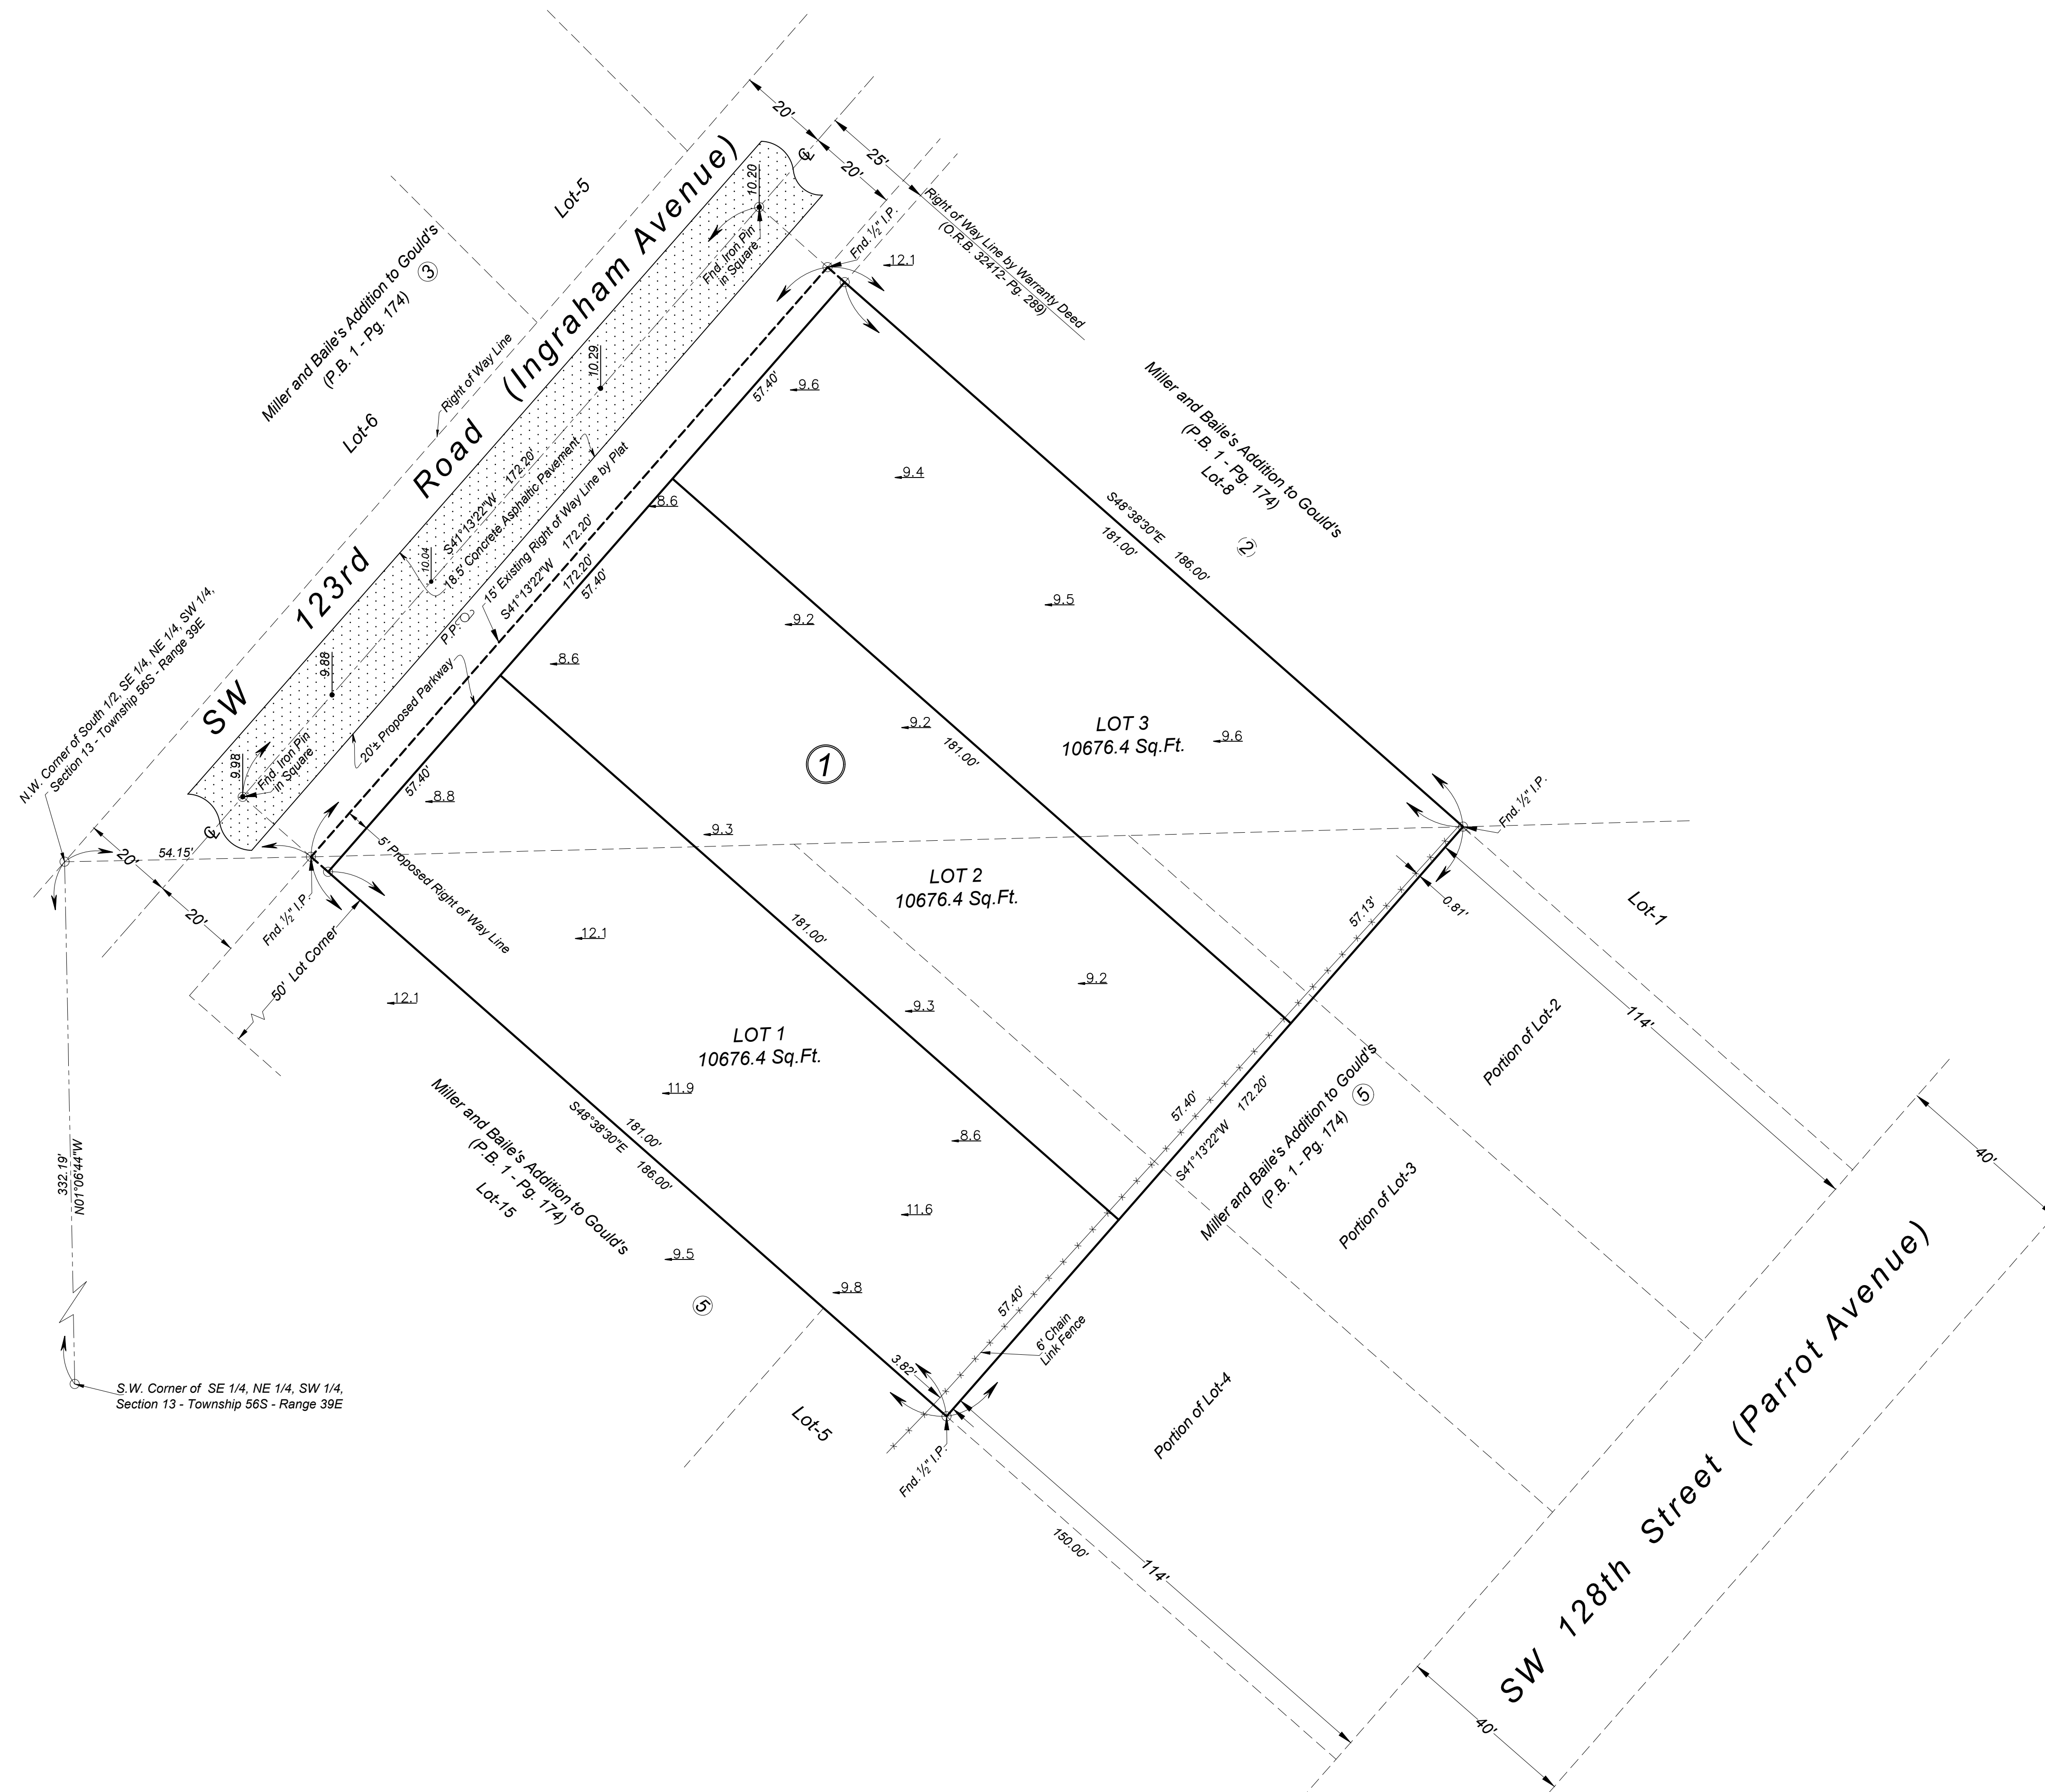 20'
25'
20'
℄
Right of Way Line by Warranty Deed
(O.R.B. 32412- Pg. 289)
Lot-5
10.20
Fnd. Iron Pin
in Square
Fnd. ½" I.P.
12.1
Miller and Baile's Addition to Gould's
(P.B. 1 - Pg. 174)
3
Lot-6
Right of Way Line
SW 123rd Road (Ingraham Avenue)
10.29
57.40'
9.6
Miller and Baile's Addition to Gould's
(P.B. 1 - Pg. 174)
Lot-8
2
S41°13'22"W 172.20'
18.5' Concrete Asphaltic Pavement
15' Existing Right of Way Line by Plat
10.04
S41°13'22"W 172.20'
172.20'
57.40'
P.P.
8.6
9.4
S48°38'30"E 186.00'
181.00'
9.5
9.2
8.6
9.88
20'± Proposed Parkway
N.W. Corner of South 1/2, SE 1/4, NE 1/4, SW 1/4,
Section 13 - Township 56S - Range 39E
9.98
Fnd. Iron Pin
in Square
57.40'
8.8
9.2
181.00'
LOT 3
10676.4 Sq.Ft.
9.6
1
9.3
Fnd. ½" I.P.
℄
20'
54.15'
20'
5' Proposed Right of Way Line
Fnd. ½" I.P.
50' Lot Corner
LOT 2
10676.4 Sq.Ft.
181.00'
57.13'
0.81'
Lot-1
12.1
12.1
9.2
9.3
LOT 1
10676.4 Sq.Ft.
114'
Portion of Lot-2
11.9
Miller and Baile's Addition to Gould's
(P.B. 1 - Pg. 174)
Lot-15
5
S48°38'30"E 186.00'
181.00'
8.6
57.40'
S41°13'22"W 172.20'
Miller and Baile's Addition to Gould's
(P.B. 1 - Pg. 174)
5
Portion of Lot-3
40'
332.19'
N01°06'44"W
11.6
9.5
9.8
57.40'
6' Chain
Link Fence
3.82'
S.W. Corner of SE 1/4, NE 1/4, SW 1/4,
Section 13 - Township 56S - Range 39E
Lot-5
Fnd. ½" I.P.
Portion of Lot-4
150.00'
114'
SW 128th Street (Parrot Avenue)
40'